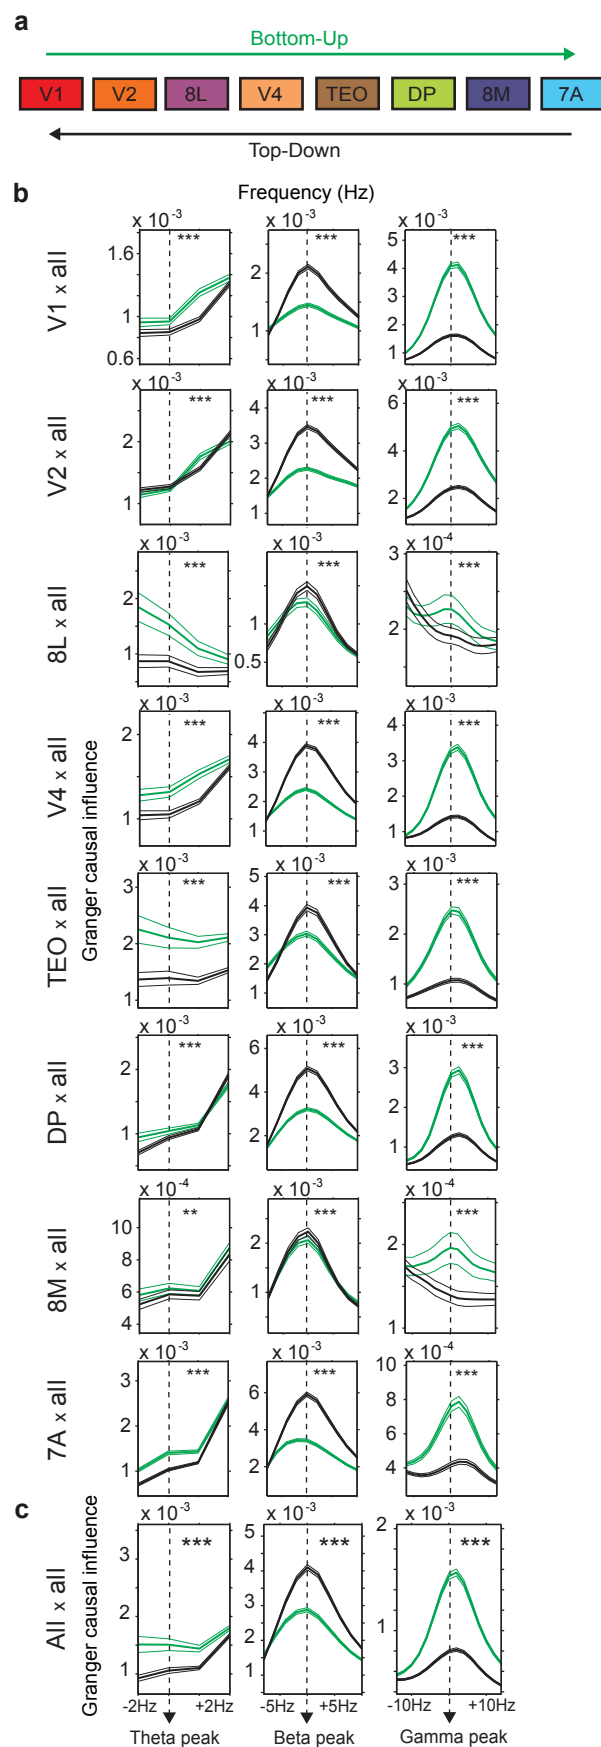 a
Bottom-Up
V1 V2 8L V4 TEO DP 8M 7A
Top-Down
b
Frequency (Hz)
V1 x all
x 10-3 x 10-3 x 10-3
*** *** ***
1.6
1
0.6
2
1
5
4
3
2
1
V2 x all
x 10-3 x 10-3 x 10-3
*** *** ***
2
1
4
3
2
1
6
4
2
8L x all
x 10-3 x 10-3 x 10-4
*** *** ***
2
1
1
0.5
3
2
Granger causal influence
V4 x all
x 10-3 x 10-3 x 10-3
*** *** ***
2
1
4
3
2
1
4
3
2
1
TEO x all
x 10-3 x 10-3 x 10-3
*** *** ***
3
2
1
5
4
3
2
1
3
2
1
DP x all
x 10-3 x 10-3 x 10-3
*** *** ***
2
1
6
4
2
3
2
1
8M x all
x 10-4 x 10-3 x 10-4
** *** ***
10
8
6
4
2
1
2
1
7A x all
x 10-3 x 10-3 x 10-4
*** *** ***
3
2
1
6
4
2
10
8
6
4
c
All x all
Granger causal influence
x 10-3 x 10-3 x 10-3
*** *** ***
3
2
1
5
4
3
2
1
2
1
-2Hz +2Hz -5Hz +5Hz -10Hz +10Hz
Theta peak Beta peak Gamma peak